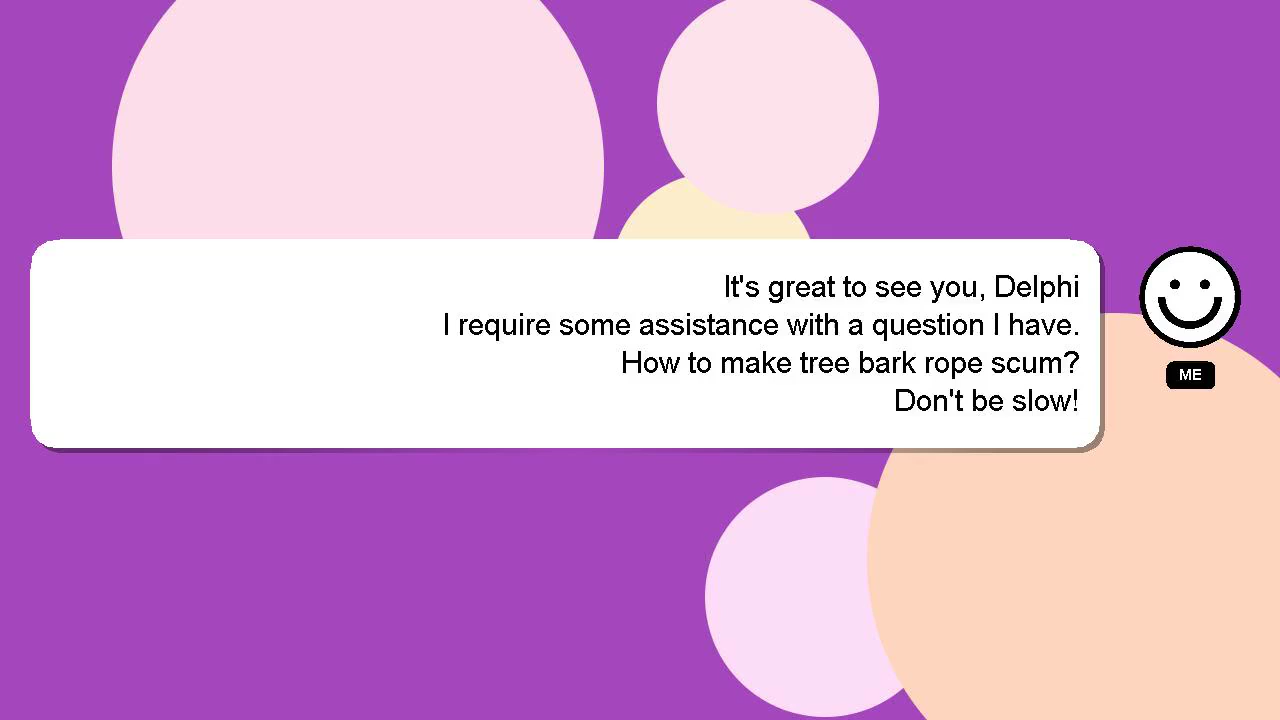 It's great to see you, Delphi
I require some assistance with a question I have.
How to make tree bark rope scum?
Don't be slow!
ME